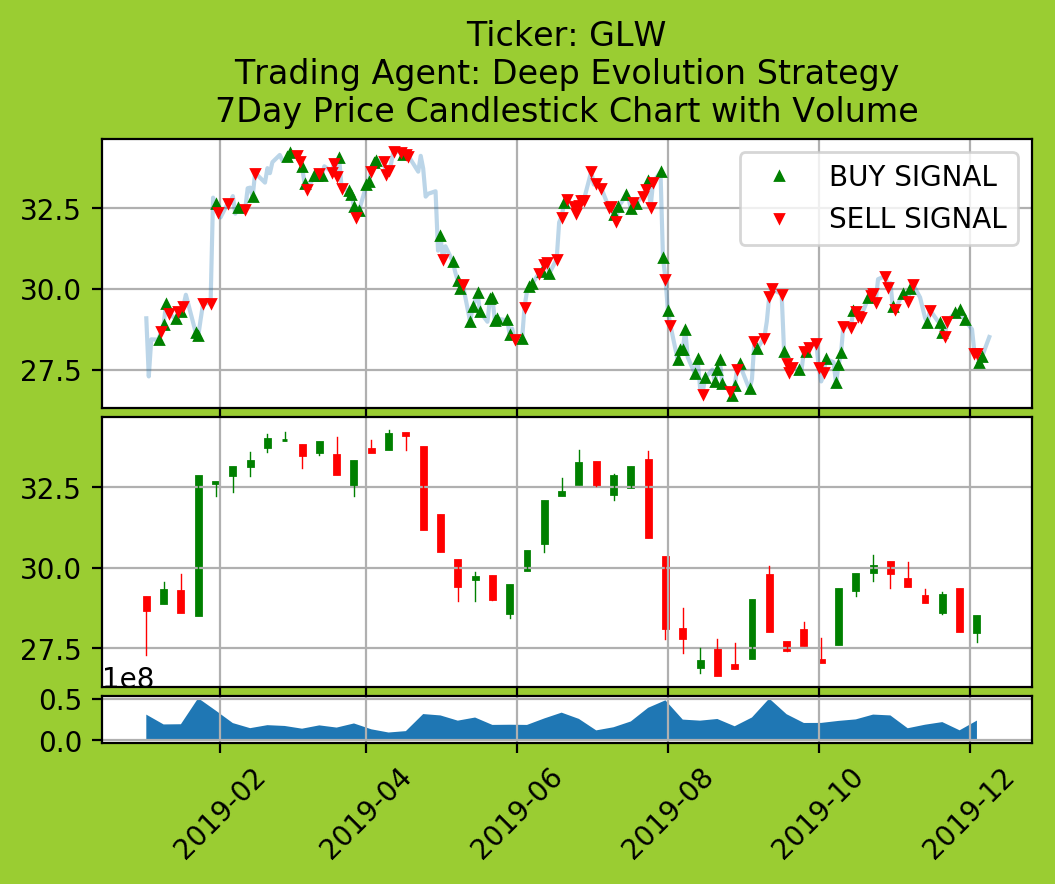 Ticker: GLW
Trading Agent: Deep Evolution Strategy
7Day Price Candlestick Chart with Volume
BUY SIGNAL
SELL SIGNAL
32.5
30.0
27.5
32.5
30.0
27.5
1e8
0.5
0.0
2019-02
2019-04
2019-06
2019-08
2019-10
2019-12